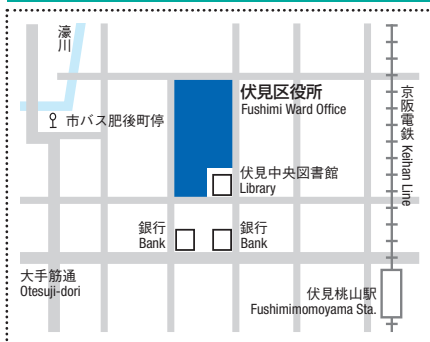 濠川
伏見区役所
Fushimi Ward Office
市バス肥後町停
京阪電鉄 Keihan Line
伏見中央図書館
Library
銀行
Bank
銀行
Bank
大手筋通
Otesuji-dori
伏見桃山駅
Fushimimomoyama Sta.